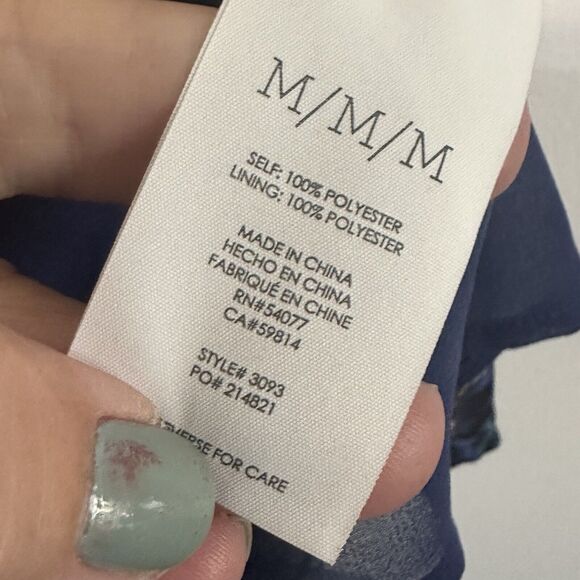 M/M/M
SELF: 100% POLYESTER
LINING: 100% POLYESTER
MADE IN CHINA
HECHO EN CHINA
FABRIQUÉ EN CHINE
RN#54077
CA#59814
STYLE# 3093
PO# 214821
FOR CARE